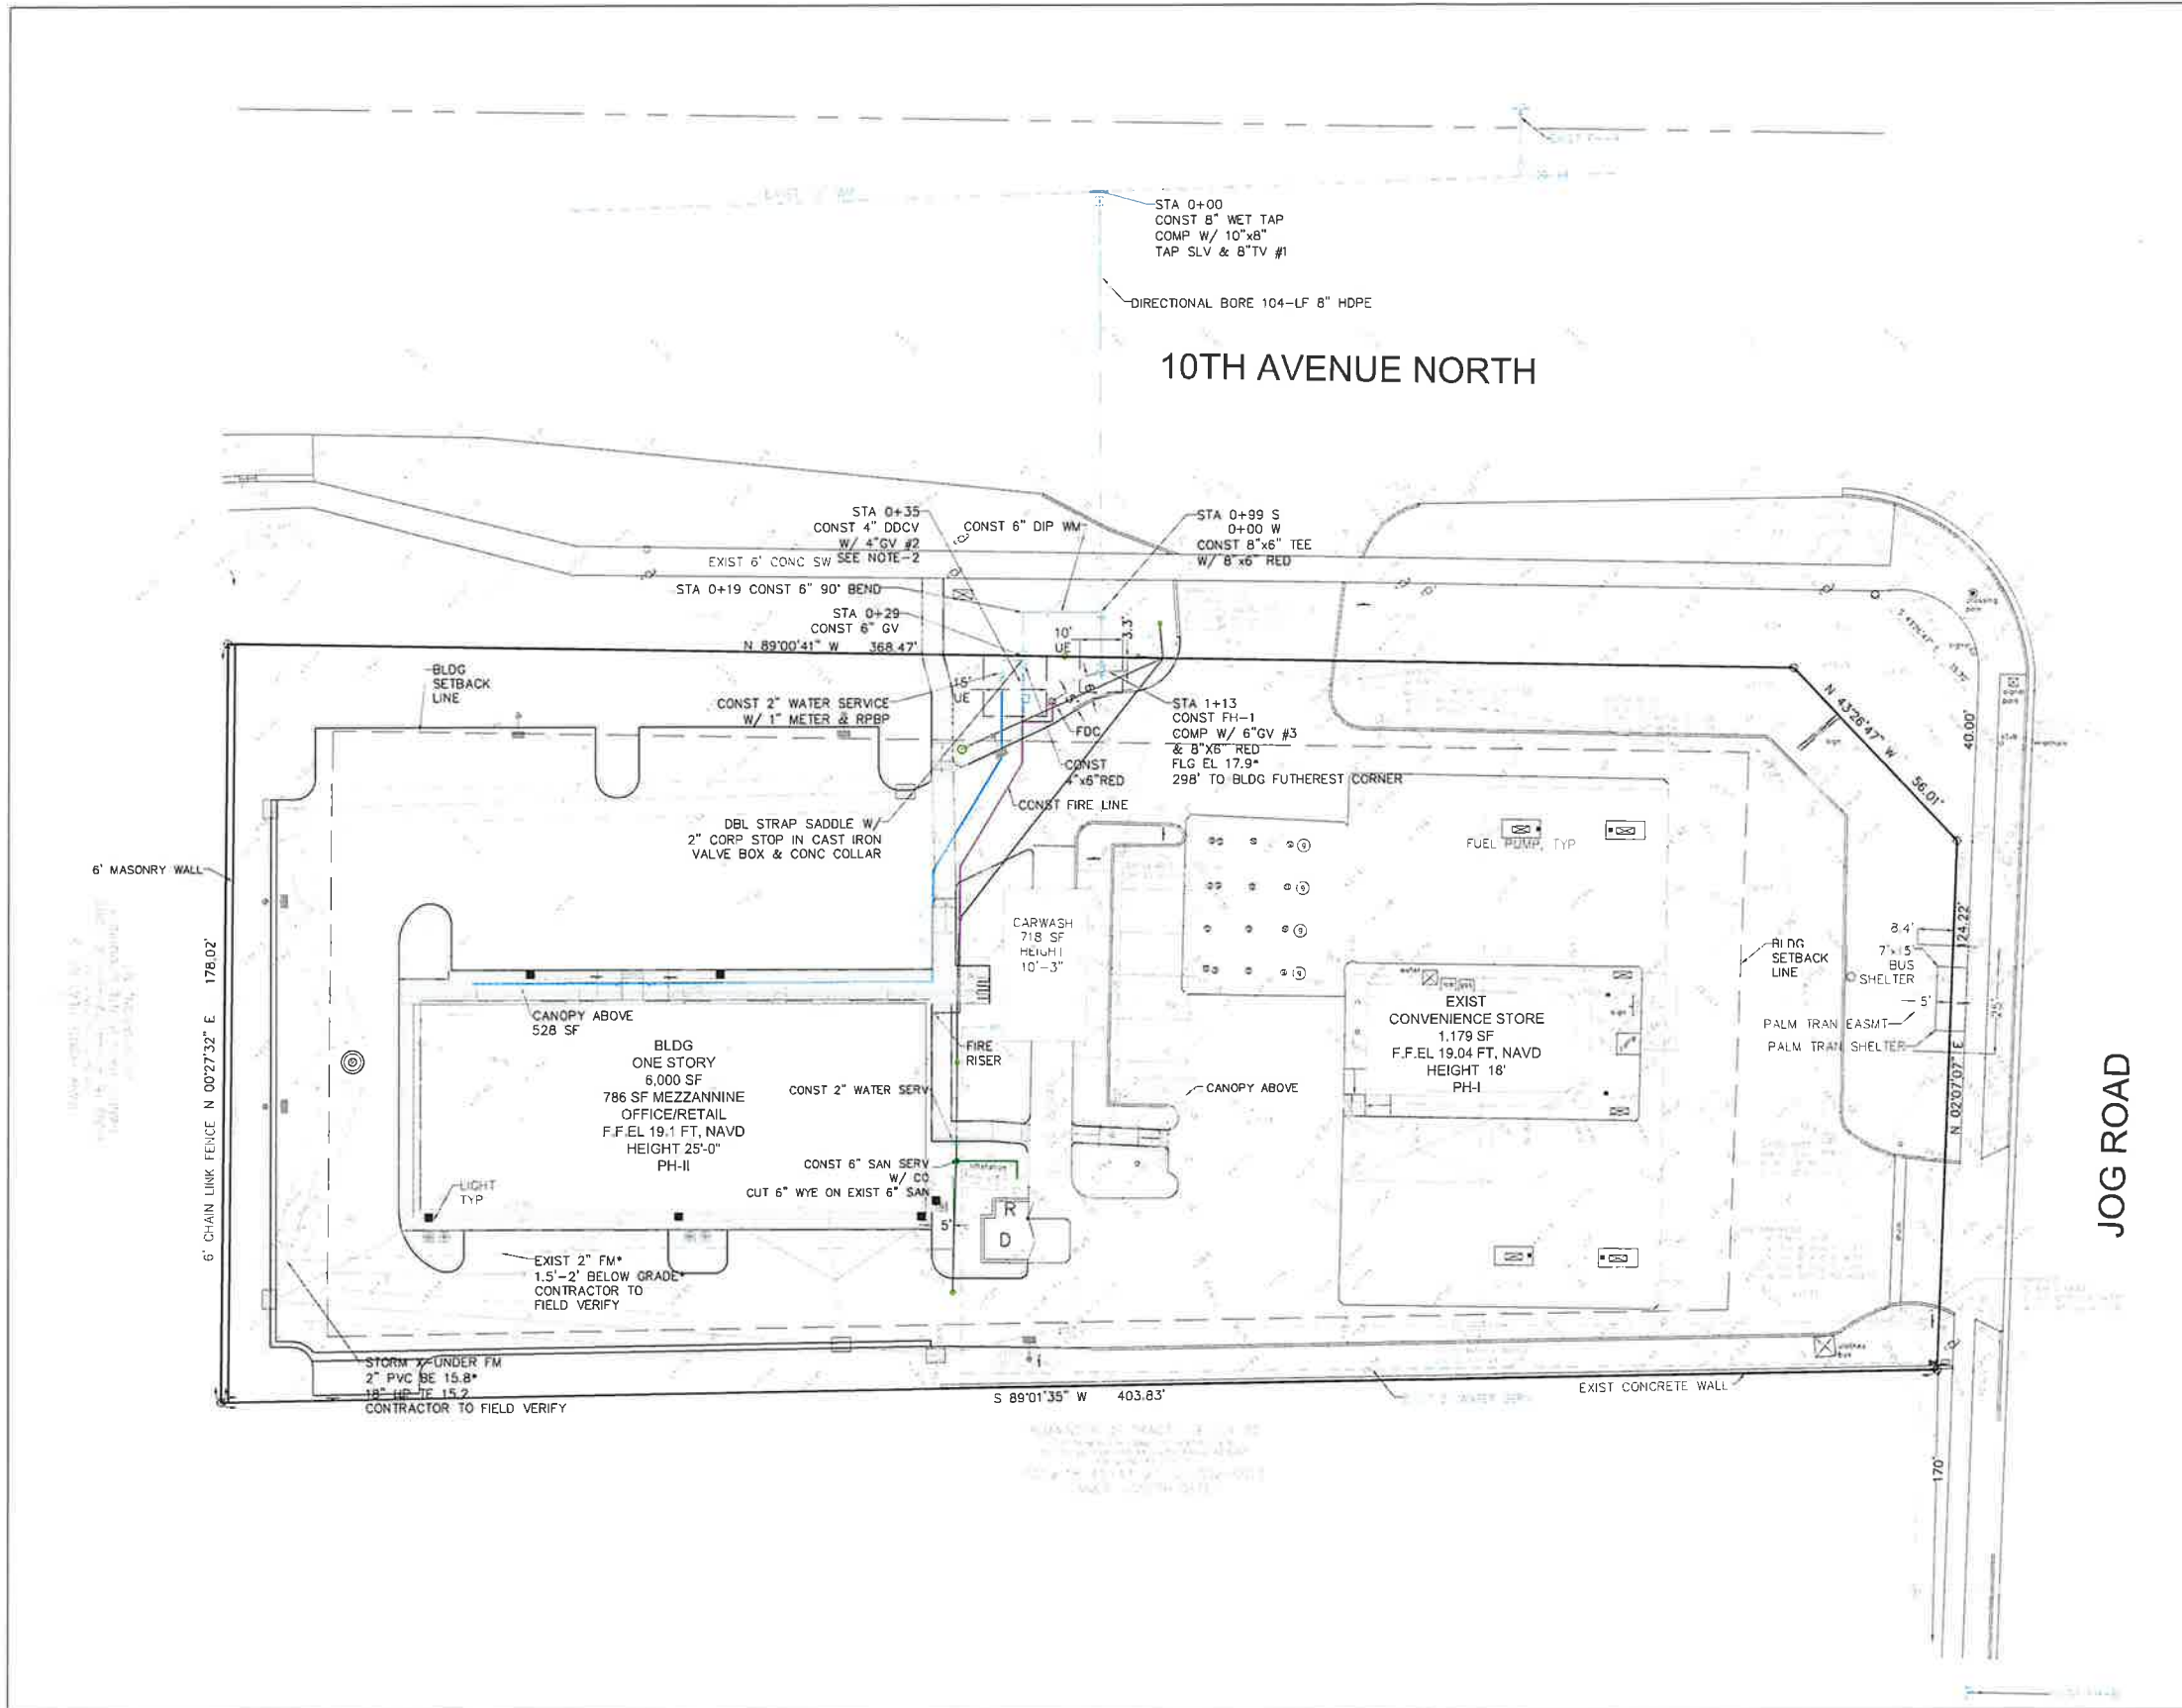 STA 0+00
CONST 8" WET TAP
COMP W/ 10"x8"
TAP SLV & 8"TV #1
DIRECTIONAL BORE 104-LF 8" HDPE
10TH AVENUE NORTH
STA 0+35
CONST 4" DDCV
W/ 4"GV #2
SEE NOTE-2
CONST 6" DIP WM
STA 0+99 S
0+00 W
CONST 8"x6" TEE
W/ 8"x6" RED
EXIST 6' CONC SW
STA 0+19 CONST 6" 90° BEND
STA 0+29
CONST 6" GV
N 89°00'41" W 368.47'
10'
UE
3.3'
BLDG
SETBACK
LINE
15'
UE
CONST 2" WATER SERVICE
W/ 1" METER & RPBP
FDC
STA 1+13
CONST FH-1
COMP W/ 6"GV #3
& 8"X6" RED
FLG EL 17.9*
298' TO BLDG FUTHEREST CORNER
CONST
4"x6"RED
CONST FIRE LINE
DBL STRAP SADDLE W/
2" CORP STOP IN CAST IRON
VALVE BOX & CONC COLLAR
N 43°26'47" W 56.01'
40.00'
FUEL PUMP, TYP
6' MASONRY WALL
6' CHAIN LINK FENCE N 00°27'32" E 178.02'
CARWASH
718 SF
HEIGHT
10'-3"
CANOPY ABOVE
528 SF
BLDG
ONE STORY
6,000 SF
786 SF MEZZANNINE
OFFICE/RETAIL
F.F.EL 19.1 FT, NAVD
HEIGHT 25'-0"
PH-II
FIRE
RISER
CONST 2" WATER SERV
CANOPY ABOVE
EXIST
CONVENIENCE STORE
1,179 SF
F.F.EL 19.04 FT, NAVD
HEIGHT 18'
PH-I
BLDG
SETBACK
LINE
8.4'
7'x15'
BUS
SHELTER
5'
PALM TRAN EASMT
PALM TRAN SHELTER
124.22'
N 02°07'07" E
25'
JOG ROAD
CONST 6" SAN SERV
W/ CO
CUT 6" WYE ON EXIST 6" SAN
LIGHT
TYP
5'
R
D
EXIST 2" FM*
1.5'-2' BELOW GRADE*
CONTRACTOR TO
FIELD VERIFY
STORM X-UNDER FM
2" PVC BE 15.8*
18" HP TE 15.2
CONTRACTOR TO FIELD VERIFY
S 89°01'35" W 403.83'
EXIST CONCRETE WALL
170'